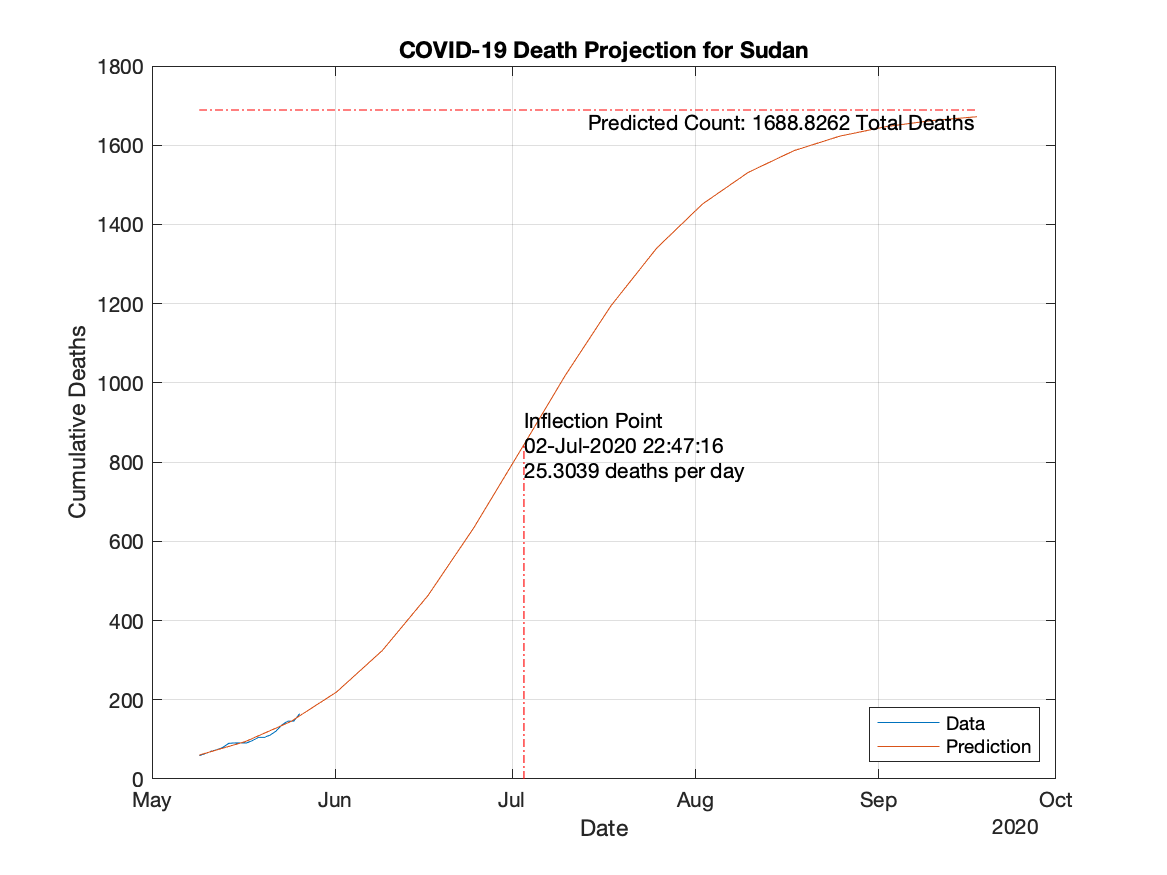 COVID-19 Death Projection for Sudan
1800
1600
1400
1200
1000
800
600
400
200
0
Cumulative Deaths
Predicted Count: 1688.8262 Total Deaths
Inflection Point
02-Jul-2020 22:47:16
25.3039 deaths per day
Data
Prediction
May Jun Jul Aug Sep Oct
Date
2020